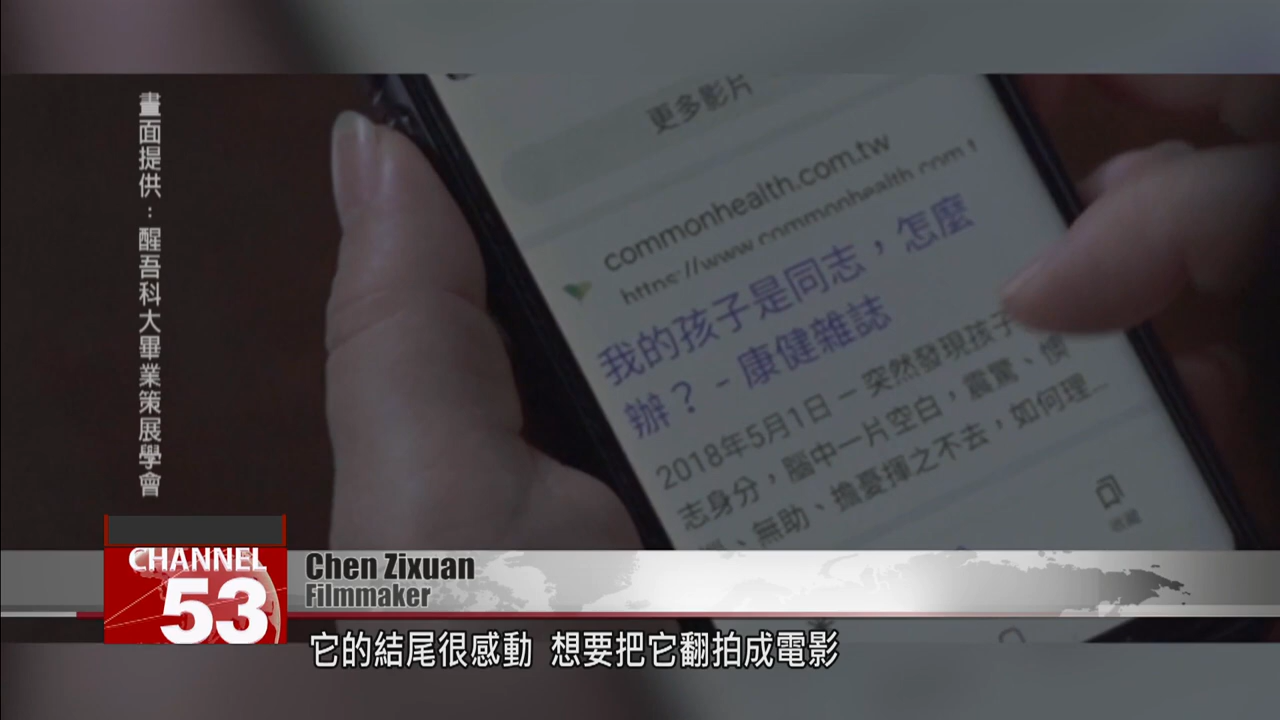 畫面提供：醒吾科大畢業策展學會
更多影片
commonhealth.com.tw
https://www.commonhealth.com
我的孩子是同志，怎麼
辦？ - 康健雜誌
2018年5月1日 — 突然發現孩子
志身分，腦中一片空白，震驚、憤
、無助、擔憂揮之不去，如何理...
收藏
CHANNEL
53
Chen Zixuan
Filmmaker
它的結尾很感動 想要把它翻拍成電影